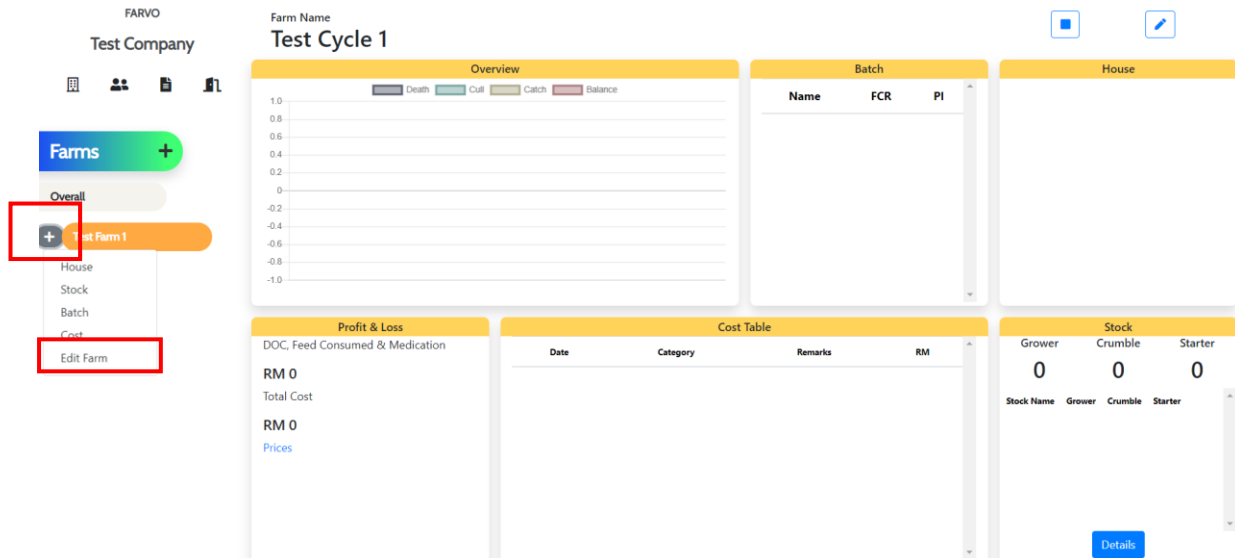 FARVO
Test Company
Farms +
Overall
+ Test Farm 1
House
Stock
Batch
Cost
Edit Farm
Farm Name
Test Cycle 1
Overview
Death Cull Catch Balance
1.0
0.8
0.6
0.4
0.2
0
-0.2
-0.4
-0.6
-0.8
-1.0
Batch
Name FCR PI
House
Profit & Loss
DOC, Feed Consumed & Medication
RM 0
Total Cost
RM 0
Prices
Cost Table
Date Category Remarks RM
Stock
Grower Crumble Starter
0 0 0
Stock Name Grower Crumble Starter
Details